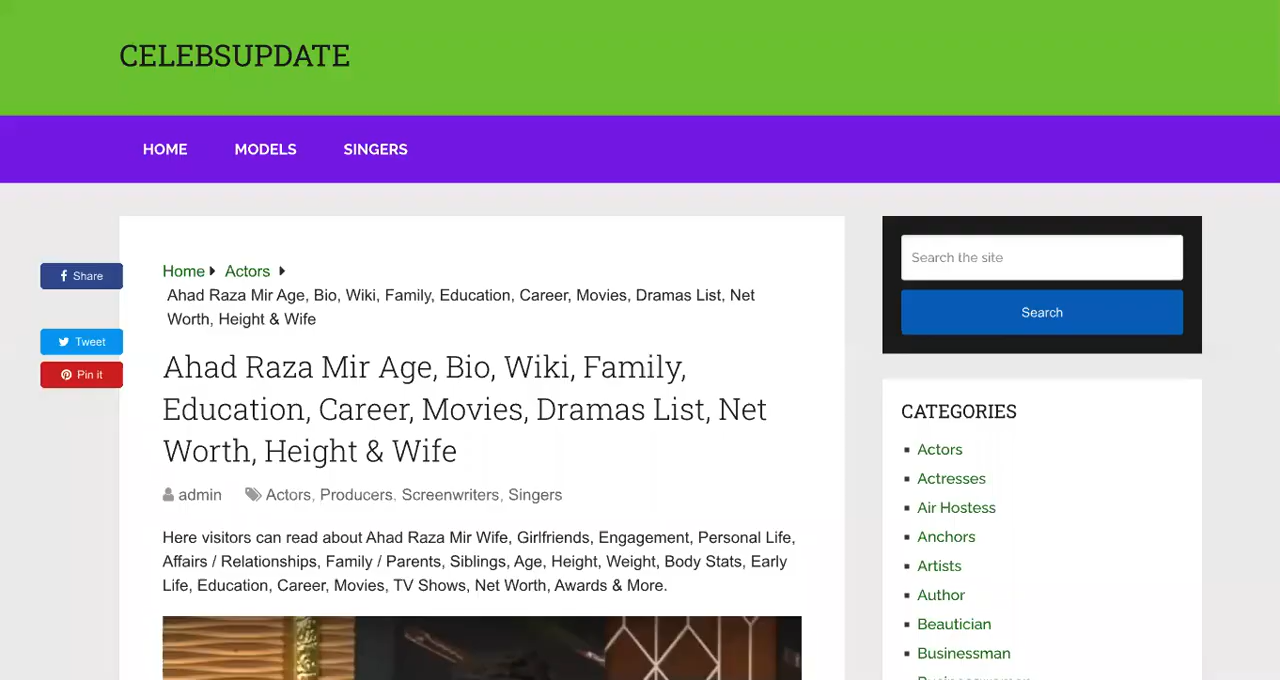 CELEBSUPDATE
HOME MODELS SINGERS
Share
Tweet
Pin it
Home Actors
Ahad Raza Mir Age, Bio, Wiki, Family, Education, Career, Movies, Dramas List, Net
Worth, Height & Wife
Ahad Raza Mir Age, Bio, Wiki, Family,
Education, Career, Movies, Dramas List, Net
Worth, Height & Wife
admin Actors, Producers, Screenwriters, Singers
Here visitors can read about Ahad Raza Mir Wife, Girlfriends, Engagement, Personal Life,
Affairs / Relationships, Family / Parents, Siblings, Age, Height, Weight, Body Stats, Early
Life, Education, Career, Movies, TV Shows, Net Worth, Awards & More.
Search the site
Search
CATEGORIES
Actors
Actresses
Air Hostess
Anchors
Artists
Author
Beautician
Businessman